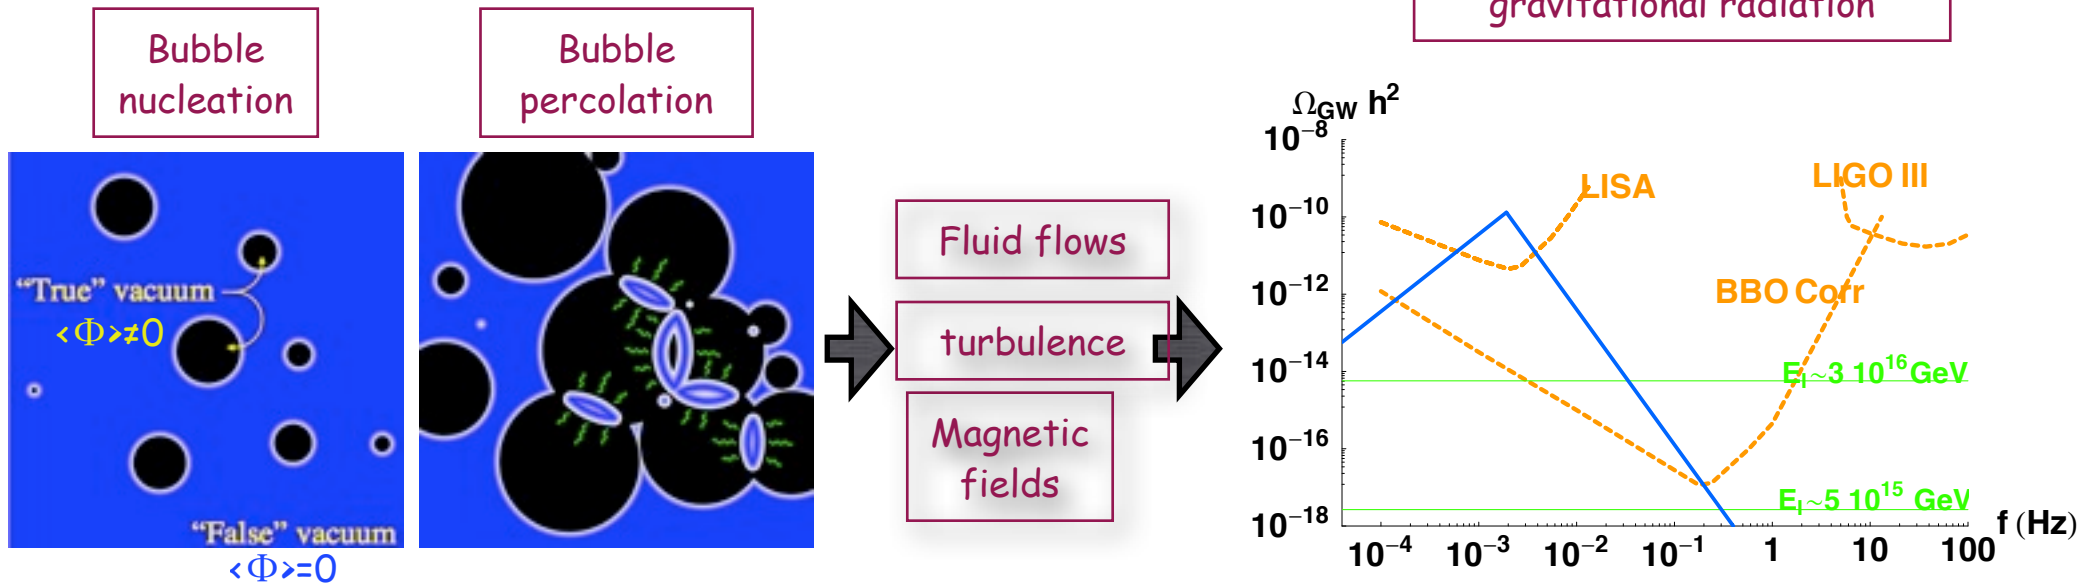 gravitational radiation
Bubble
nucleation
Bubble
percolation
"True" vacuum
<Φ>≠0
"False" vacuum
<Φ>=0
Fluid flows
turbulence
Magnetic
fields
Ω_GW h²
10⁻⁸
10⁻¹⁰
10⁻¹²
10⁻¹⁴
10⁻¹⁶
10⁻¹⁸
LISA
LIGO III
BBO Corr
E_I~3 10¹⁶ GeV
E_I~5 10¹⁵ GeV
f (Hz)
10⁻⁴ 10⁻³ 10⁻² 10⁻¹ 1 10 100